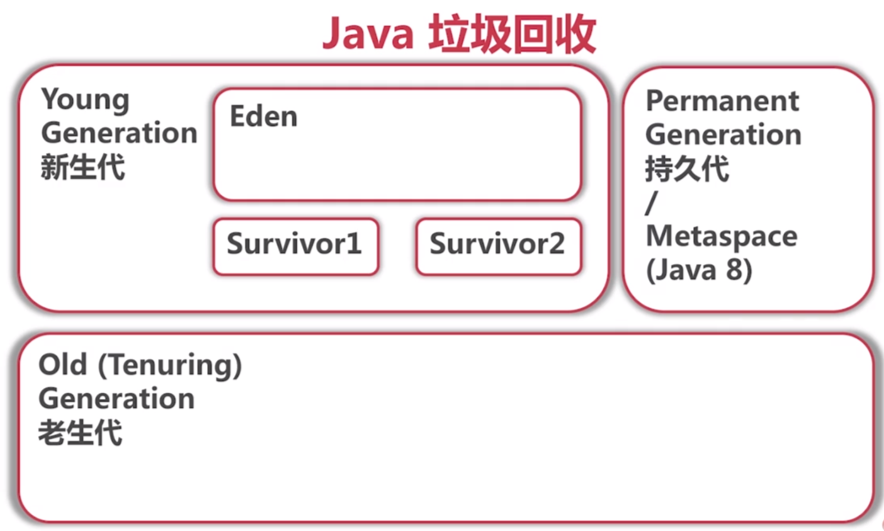 Java 垃圾回收
Young
Generation
新生代
Eden
Survivor1
Survivor2
Permanent
Generation
持久代
/
Metaspace
(Java 8)
Old (Tenuring)
Generation
老生代